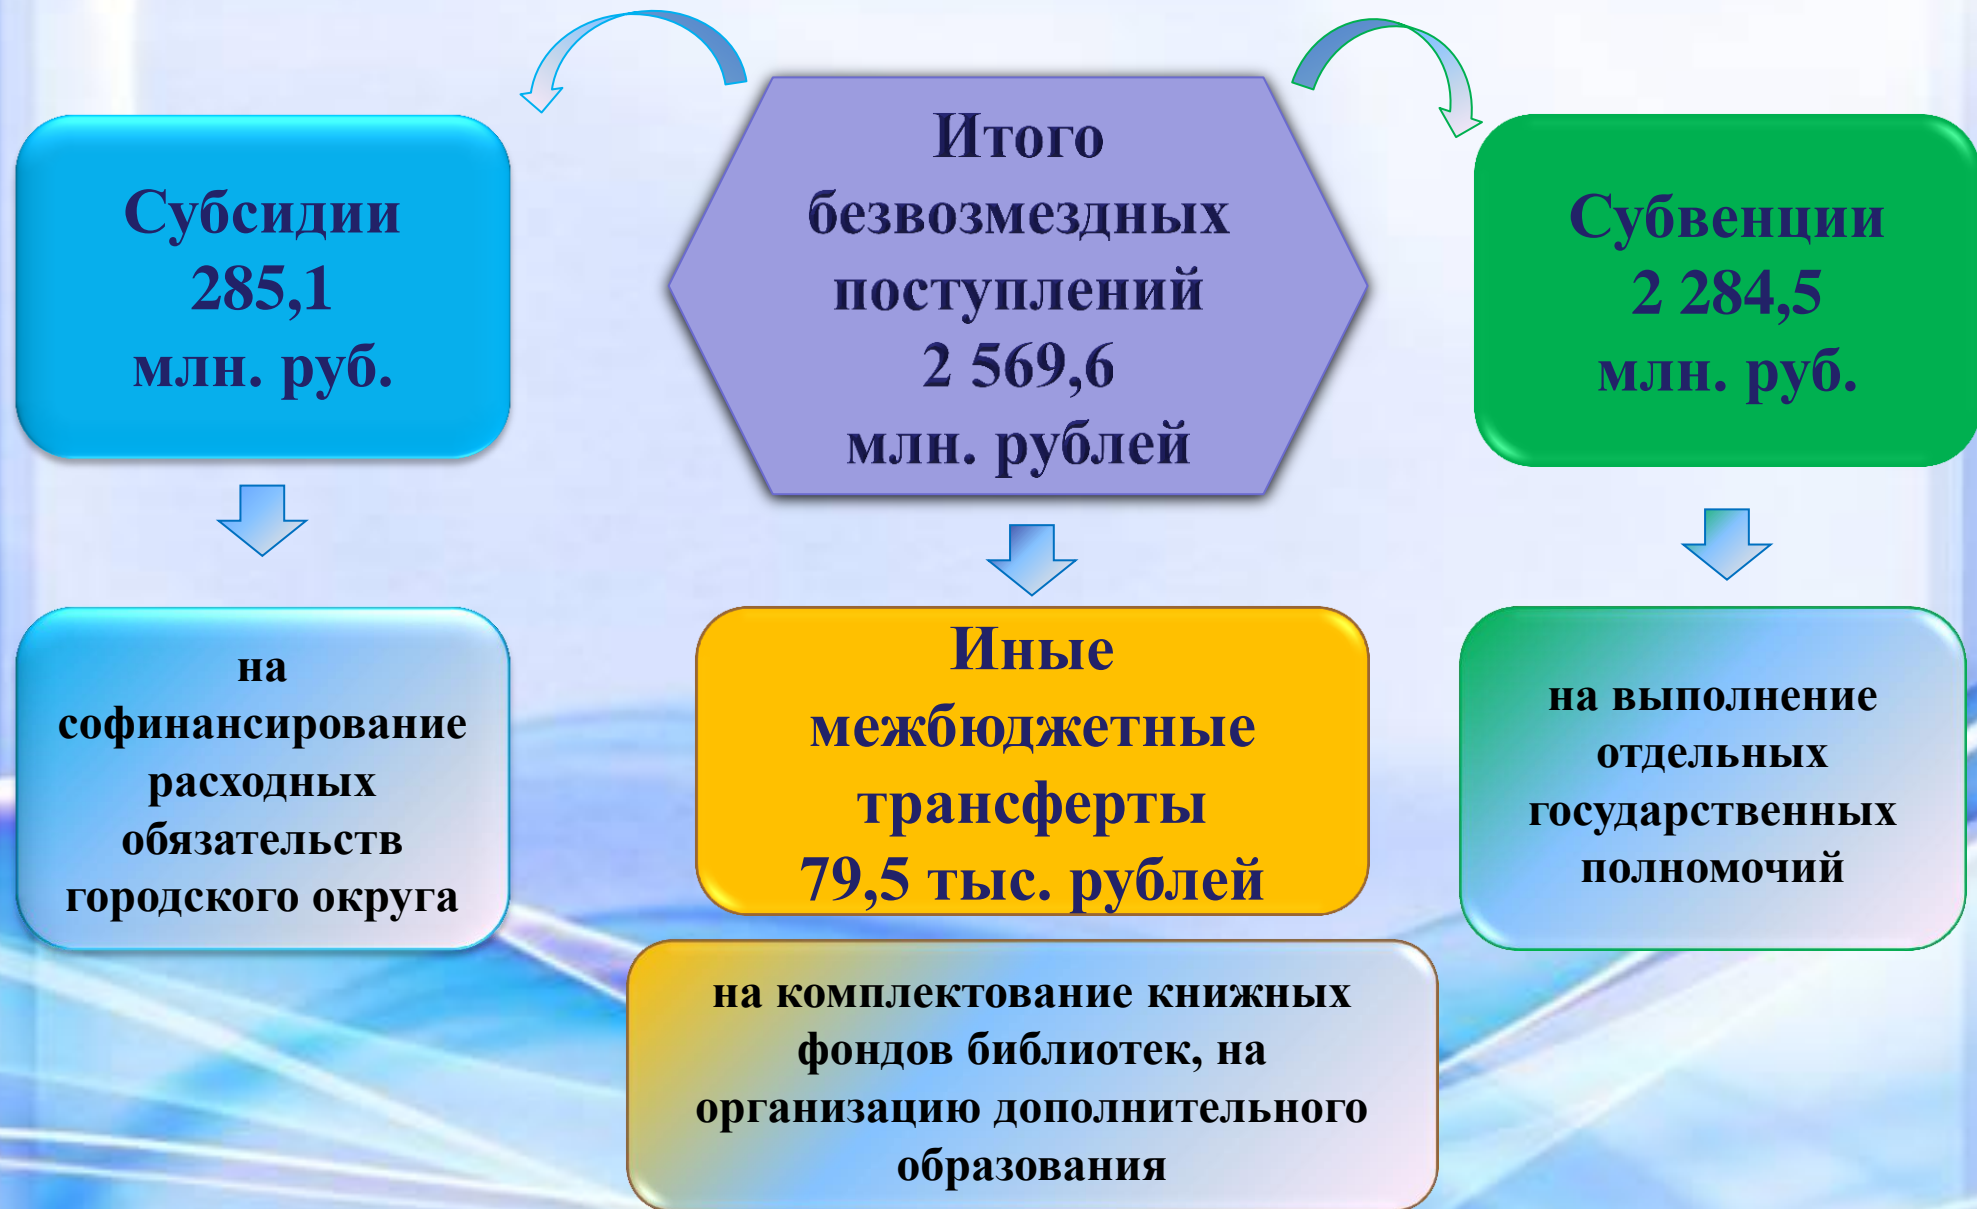 Субсидии
285,1
млн. руб.
Итого
безвозмездных
поступлений
2 569,6
млн. рублей
Субвенции
2 284,5
млн. руб.
на
софинансирование
расходных
обязательств
городского округа
Иные
межбюджетные
трансферты
79,5 тыс. рублей
на выполнение
отдельных
государственных
полномочий
на комплектование книжных
фондов библиотек, на
организацию дополнительного
образования